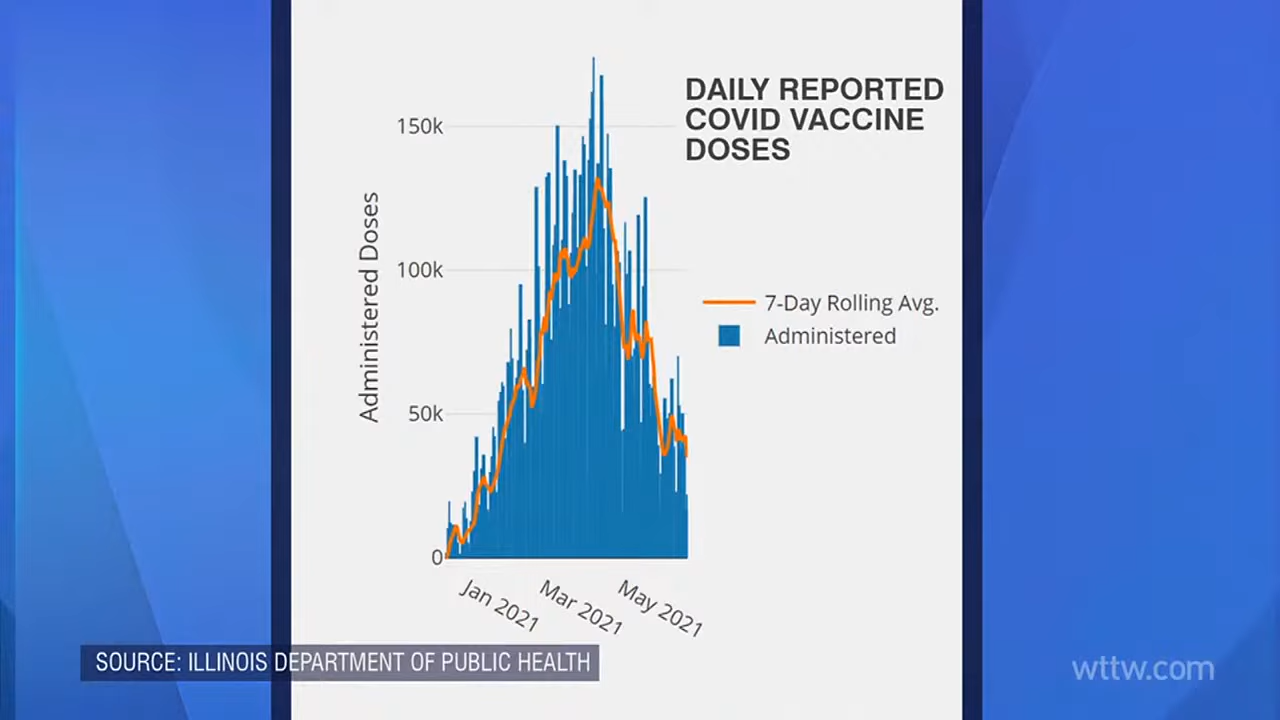 DAILY REPORTED
COVID VACCINE
DOSES
150k
100k
50k
0
Administered Doses
7-Day Rolling Avg.
Administered
Jan 2021
Mar 2021
May 2021
SOURCE: ILLINOIS DEPARTMENT OF PUBLIC HEALTH
wttw.com